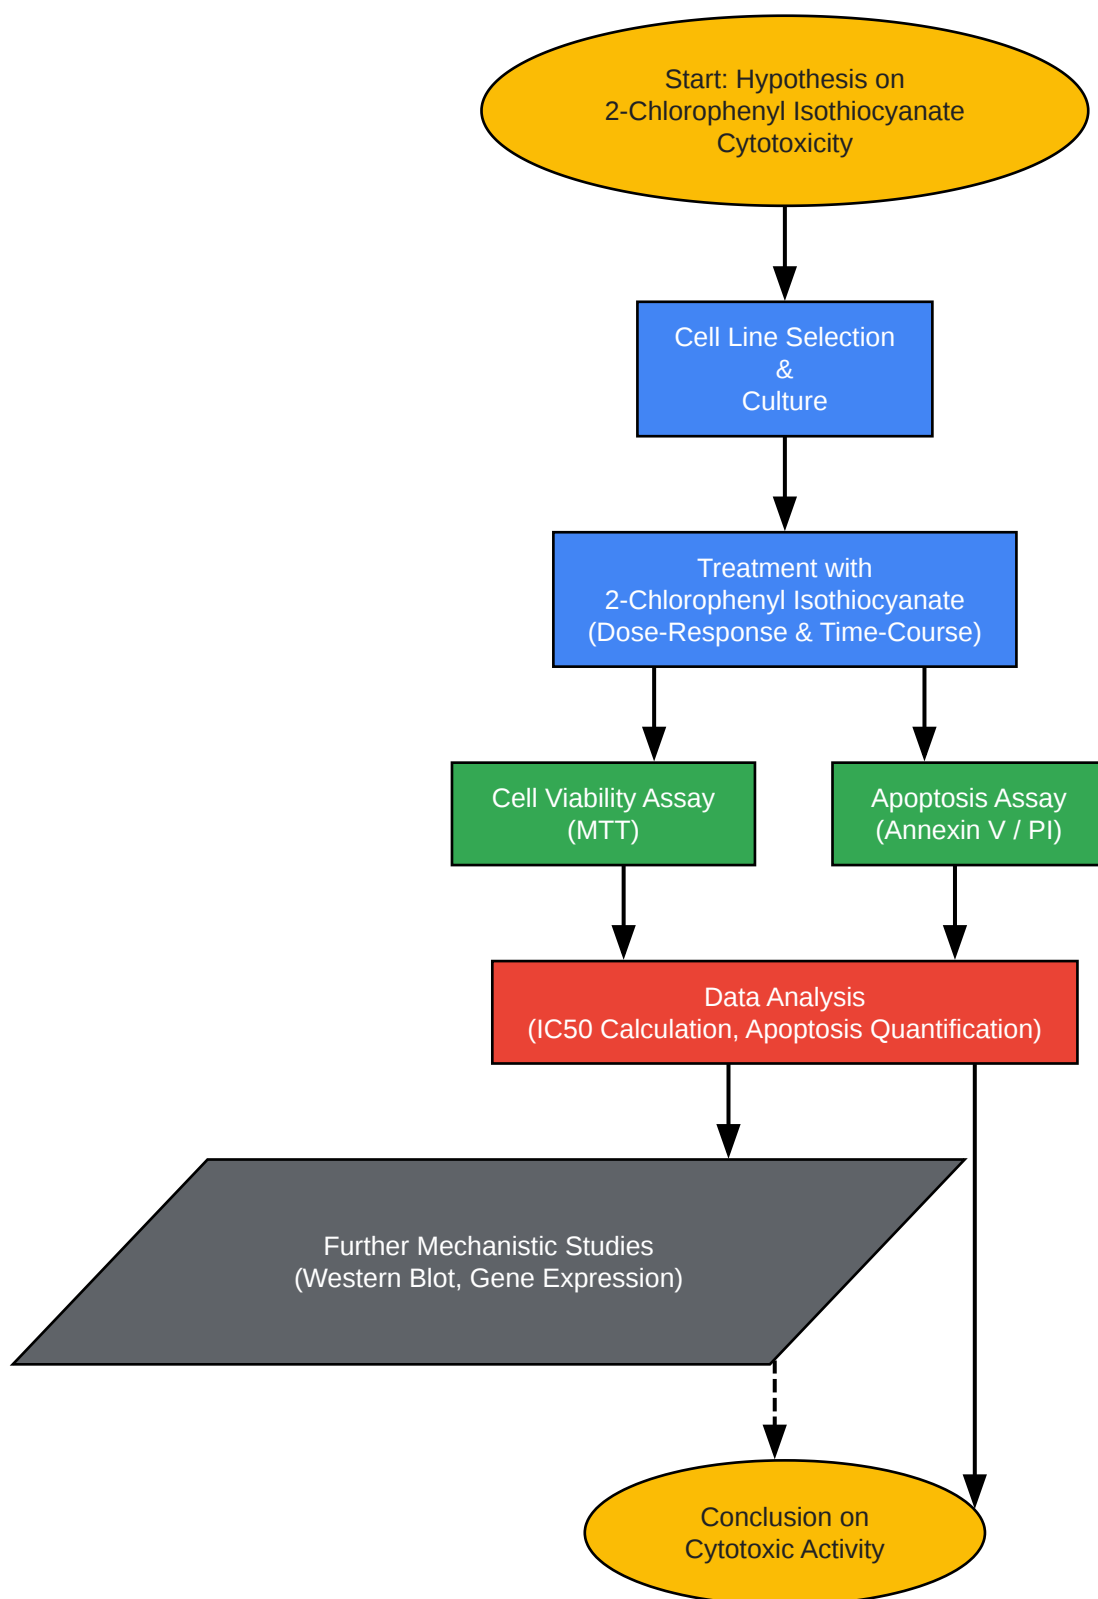 Start: Hypothesis on
2-Chlorophenyl Isothiocyanate
Cytotoxicity
Cell Line Selection
&
Culture
Treatment with
2-Chlorophenyl Isothiocyanate
(Dose-Response & Time-Course)
Cell Viability Assay
(MTT)
Apoptosis Assay
(Annexin V / PI)
Data Analysis
(IC50 Calculation, Apoptosis Quantification)
Further Mechanistic Studies
(Western Blot, Gene Expression)
Conclusion on
Cytotoxic Activity